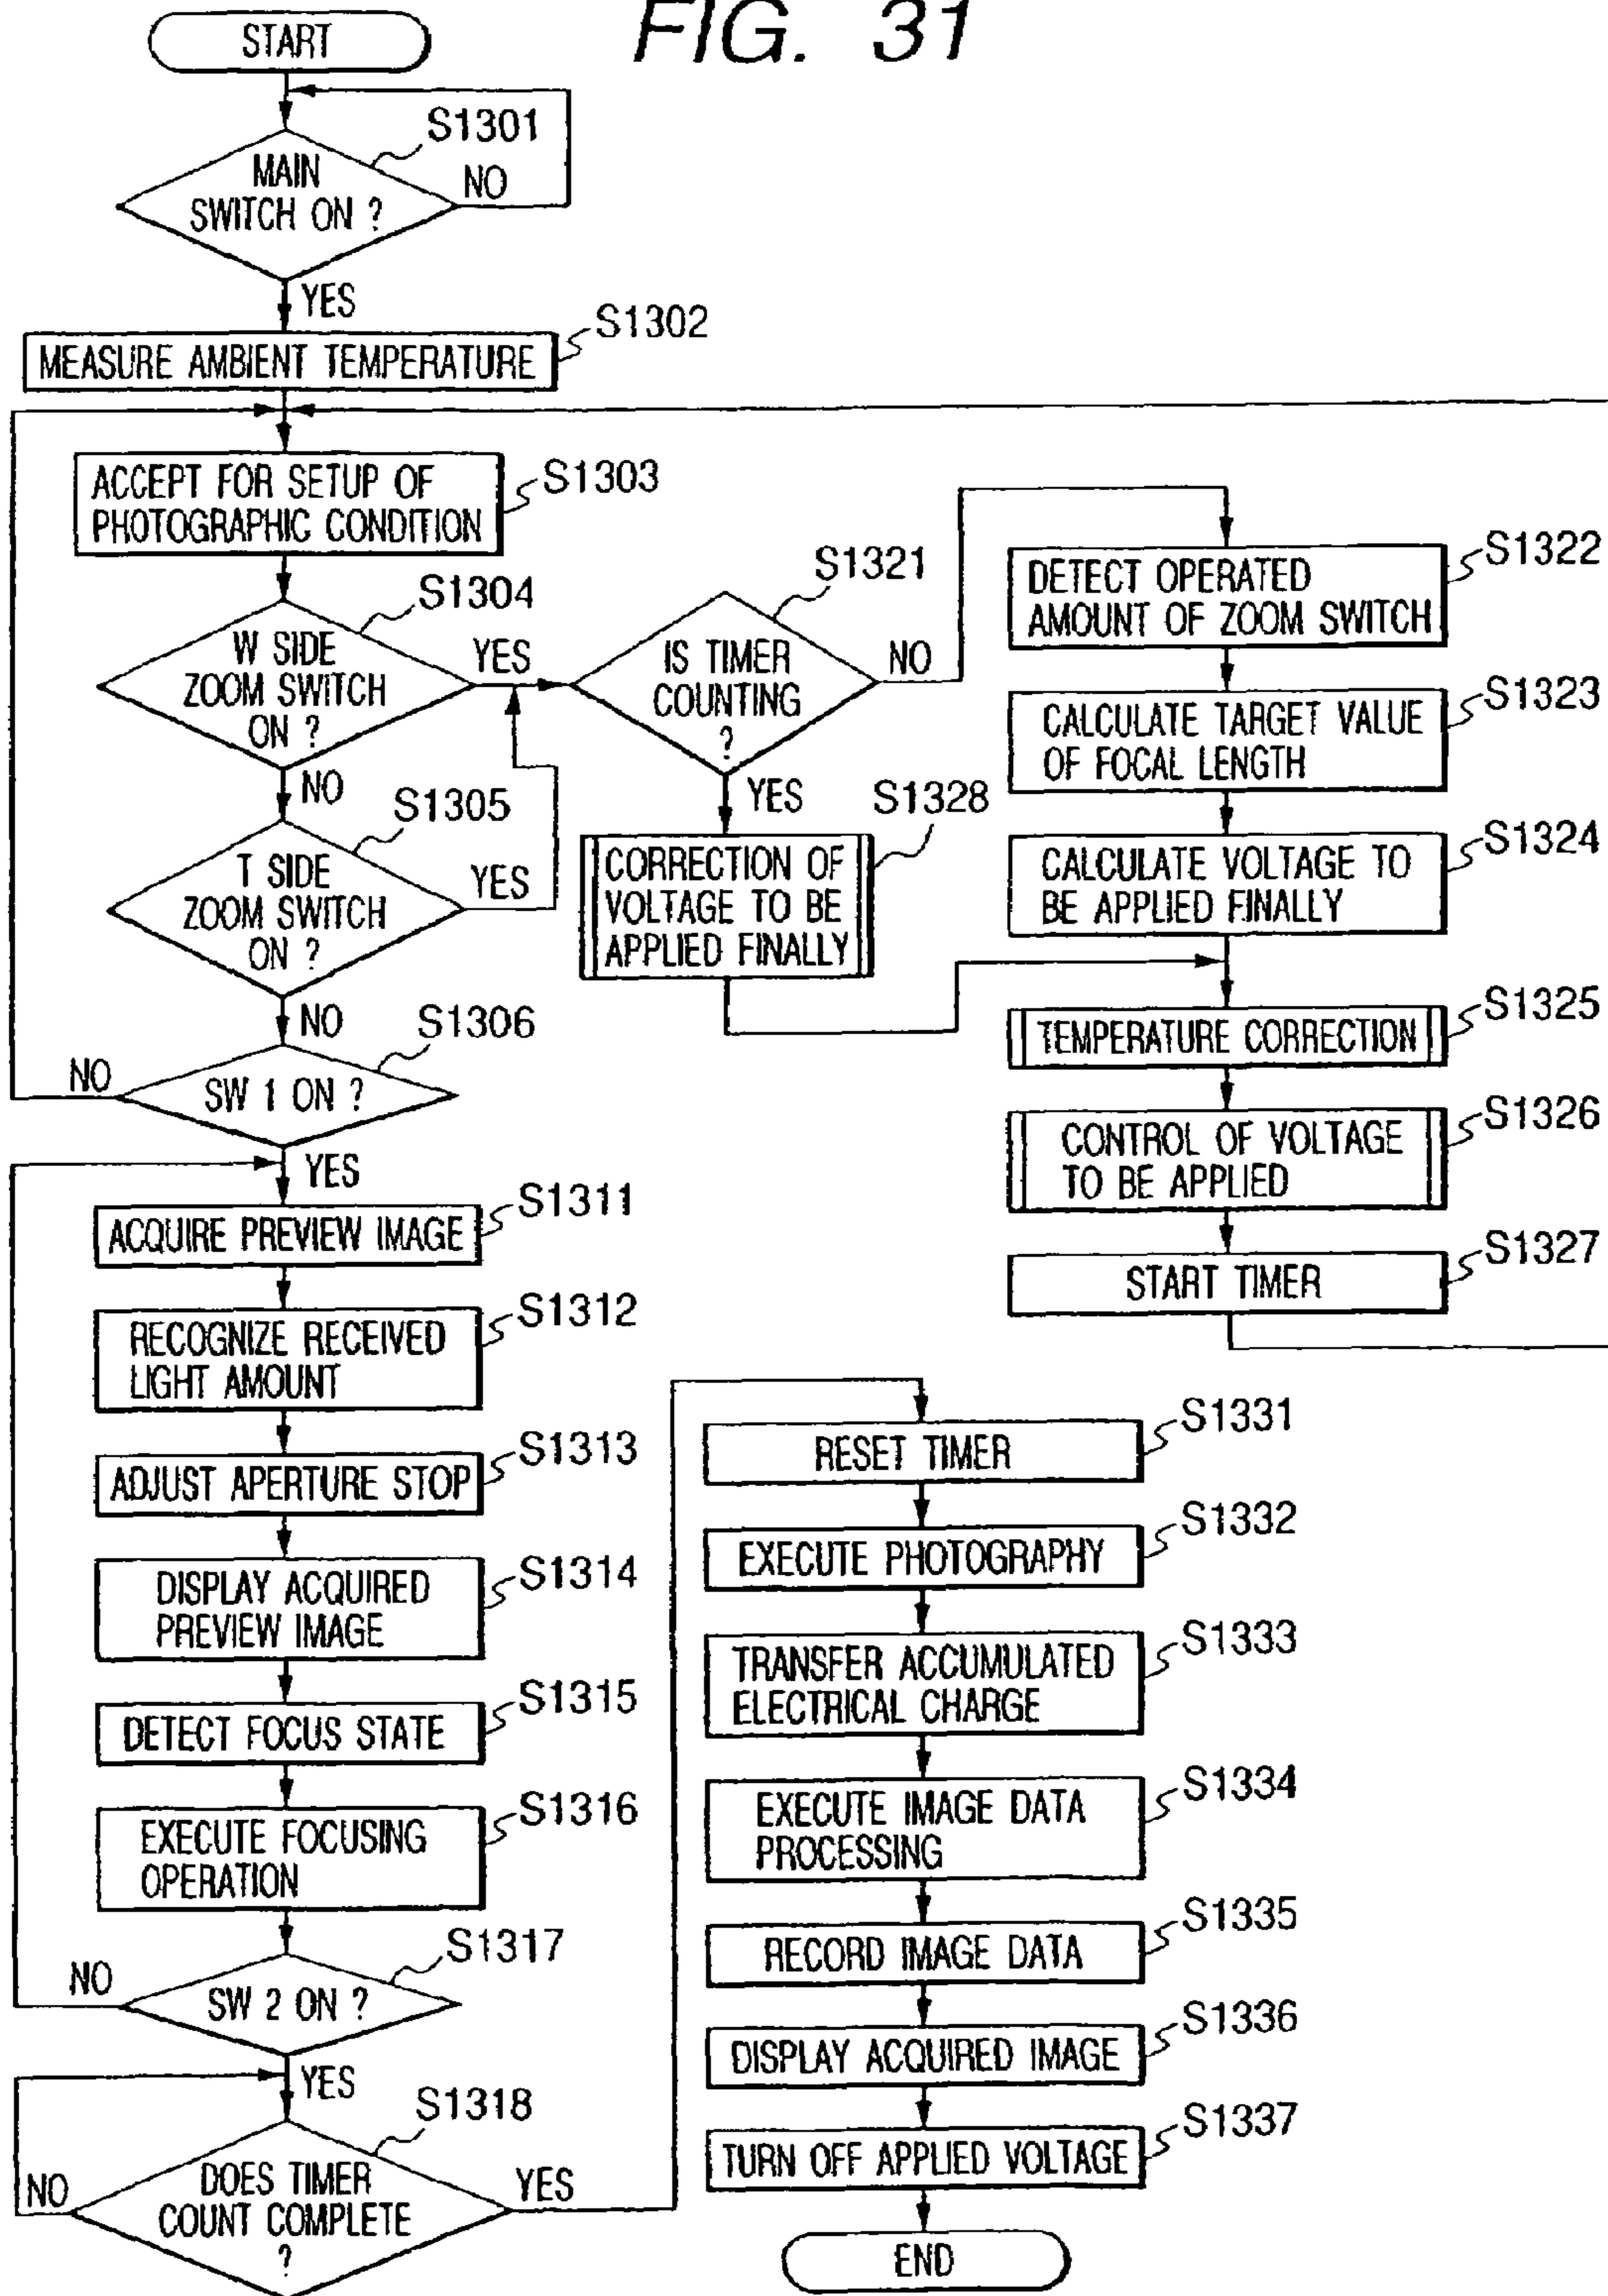 FIG. 31
START
S1301
MAIN
SWITCH ON ?
NO
YES
S1302
MEASURE AMBIENT TEMPERATURE
ACCEPT FOR SETUP OF
PHOTOGRAPHIC CONDITION
S1303
S1304
W SIDE
ZOOM SWITCH
ON ?
YES
NO
S1305
T SIDE
ZOOM SWITCH
ON ?
YES
NO
S1306
SW 1 ON ?
NO
YES
S1311
ACQUIRE PREVIEW IMAGE
S1312
RECOGNIZE RECEIVED
LIGHT AMOUNT
S1313
ADJUST APERTURE STOP
S1314
DISPLAY ACQUIRED
PREVIEW IMAGE
S1315
DETECT FOCUS STATE
S1316
EXECUTE FOCUSING
OPERATION
S1317
SW 2 ON ?
NO
YES
S1318
DOES TIMER
COUNT COMPLETE
?
NO
YES
S1321
IS TIMER
COUNTING
?
NO
YES
S1328
CORRECTION OF
VOLTAGE TO BE
APPLIED FINALLY
S1322
DETECT OPERATED
AMOUNT OF ZOOM SWITCH
S1323
CALCULATE TARGET VALUE
OF FOCAL LENGTH
S1324
CALCULATE VOLTAGE TO
BE APPLIED FINALLY
S1325
TEMPERATURE CORRECTION
S1326
CONTROL OF VOLTAGE
TO BE APPLIED
S1327
START TIMER
S1331
RESET TIMER
S1332
EXECUTE PHOTOGRAPHY
S1333
TRANSFER ACCUMULATED
ELECTRICAL CHARGE
S1334
EXECUTE IMAGE DATA
PROCESSING
S1335
RECORD IMAGE DATA
S1336
DISPLAY ACQUIRED IMAGE
S1337
TURN OFF APPLIED VOLTAGE
END